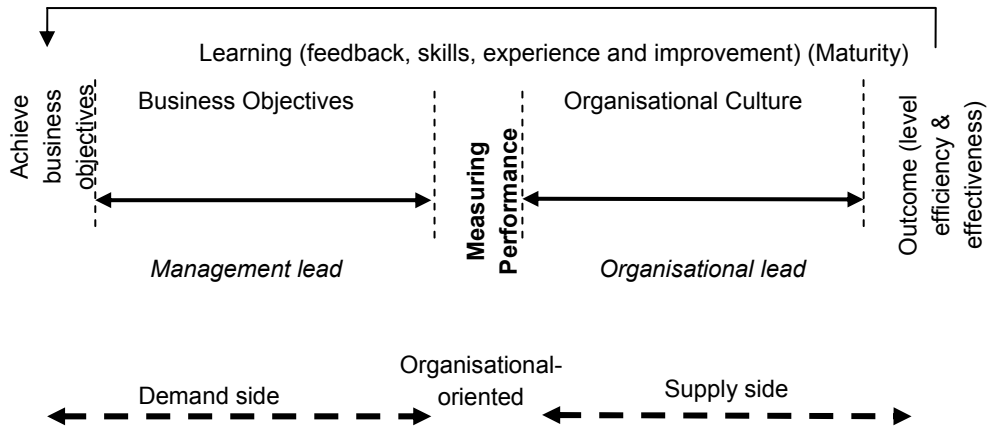 Learning (feedback, skills, experience and improvement) (Maturity)
Achieve
business
objectives
Business Objectives
Measuring
Performance
Organisational Culture
Outcome (level
efficiency &
effectiveness)
Management lead
Organisational lead
Demand side
Organisational-
oriented
Supply side